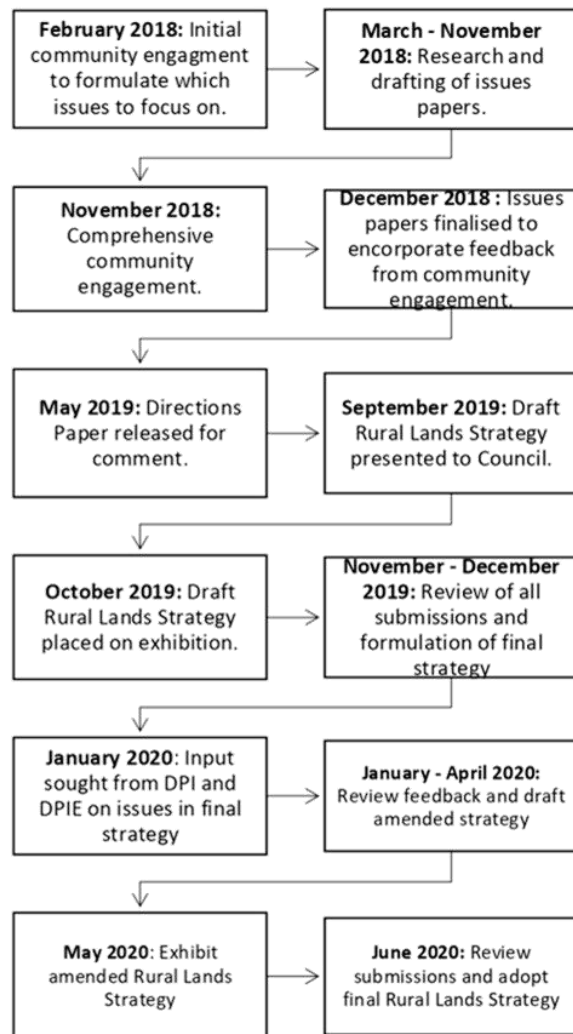 February 2018: Initial
community engagment
to formulate which
issues to focus on.
March - November
2018: Research and
drafting of issues
papers.
November 2018:
Comprehensive
community
engagement.
December 2018 : Issues
papers finalised to
encorporate feedback
from community
engagement.
May 2019: Directions
Paper released for
comment.
September 2019: Draft
Rural Lands Strategy
presented to Council.
October 2019: Draft
Rural Lands Strategy
placed on exhibition.
November - December
2019: Review of all
submissions and
formulation of final
strategy
January 2020: Input
sought from DPI and
DPIE on issues in final
strategy
January - April 2020:
Review feedback and draft
amended strategy
May 2020: Exhibit
amended Rural Lands
Strategy
June 2020: Review
submissions and adopt
final Rural Lands Strategy